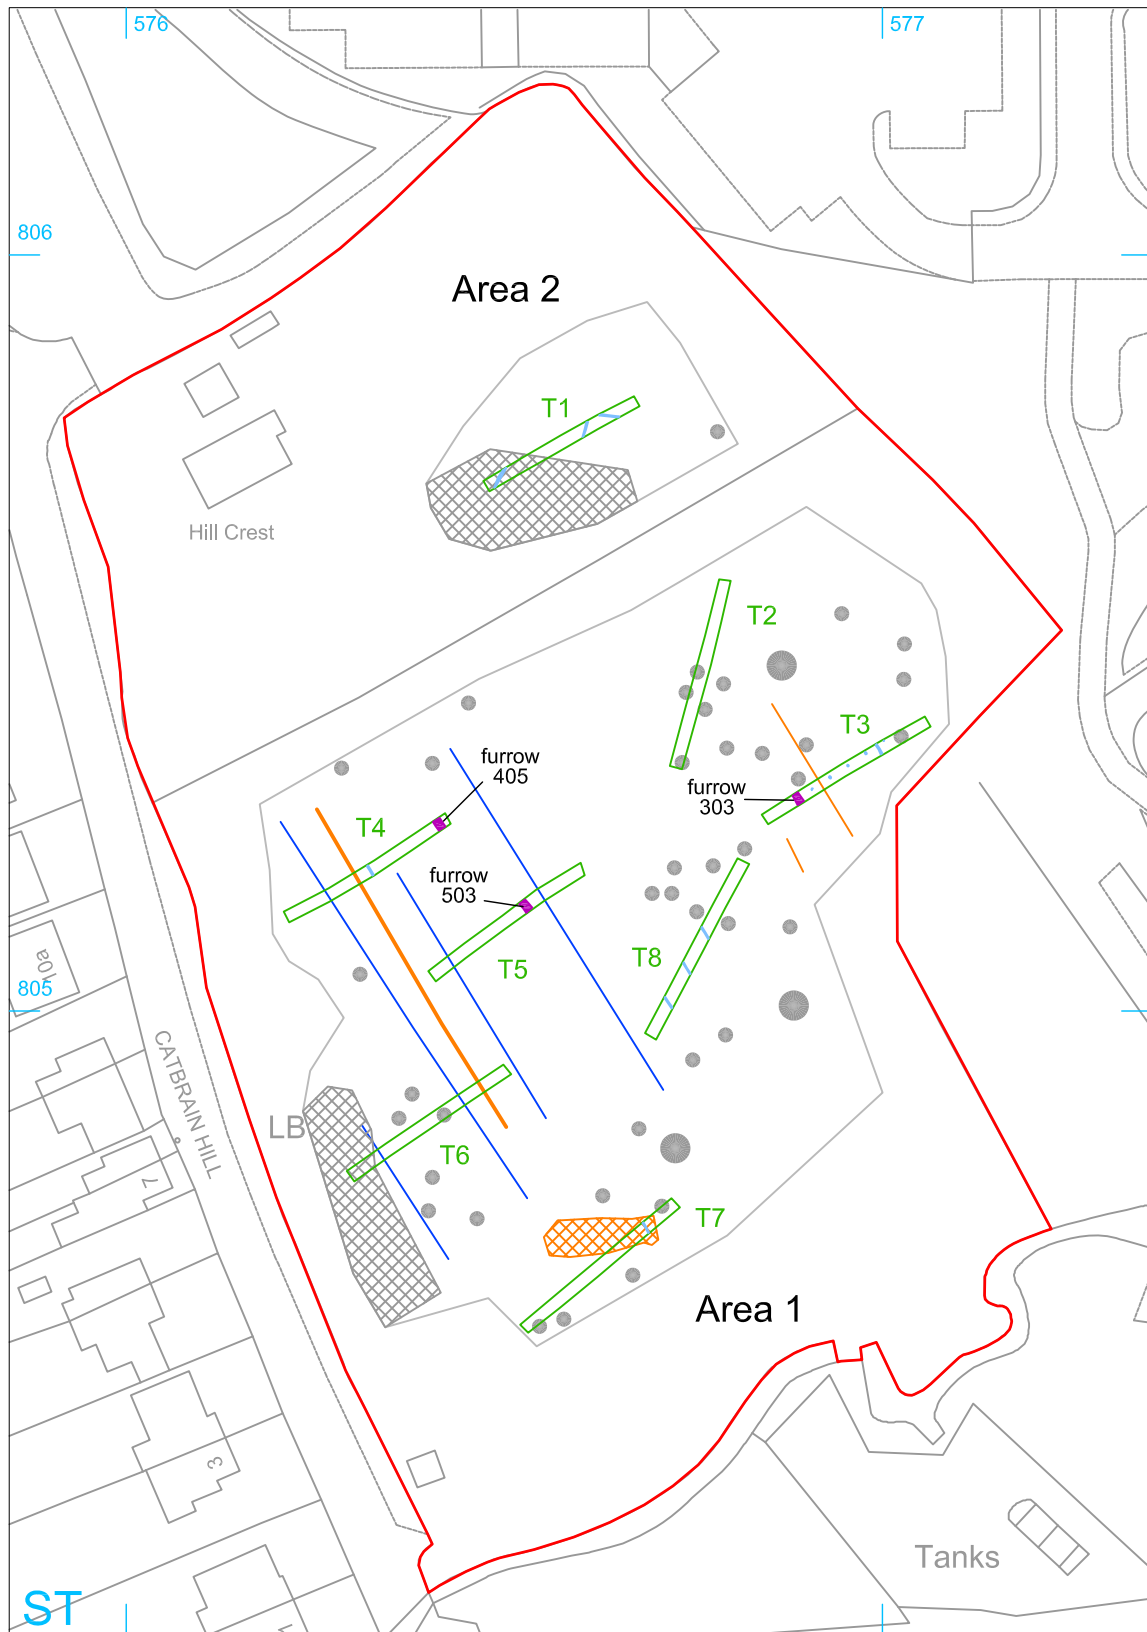 576
577
806
Area 2
T1
Hill Crest
T2
T3
furrow
405
furrow
303
T4
furrow
503
T5
T8
10a
805
CATBRAIN HILL
LB
T6
7
T7
Area 1
3
Tanks
ST